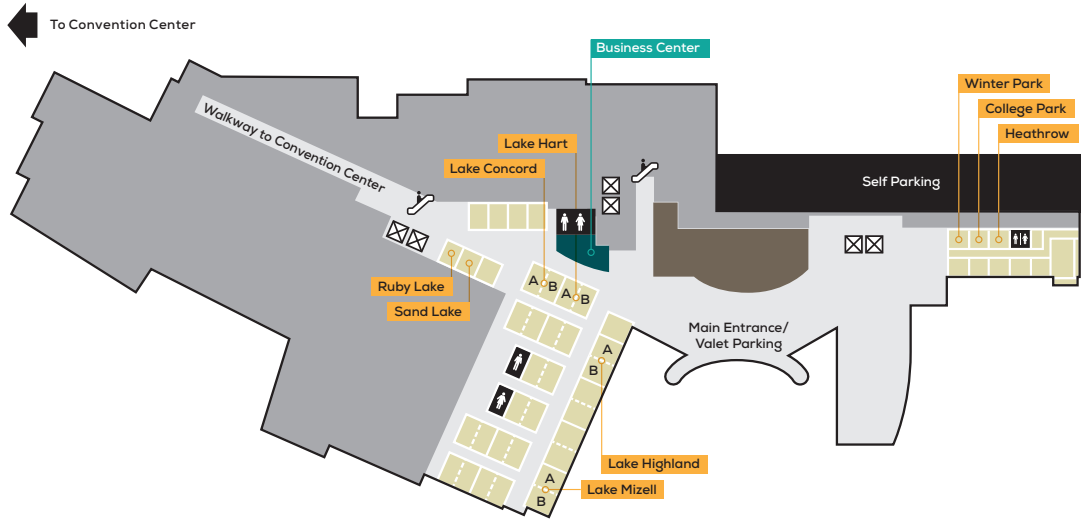 To Convention Center
Business Center
Winter Park
College Park
Heathrow
Walkway to Convention Center
Lake Hart
Lake Concord
Self Parking
Ruby Lake
Sand Lake
A B A B
Main Entrance/
Valet Parking
A
B
Lake Highland
A
B
Lake Mizell